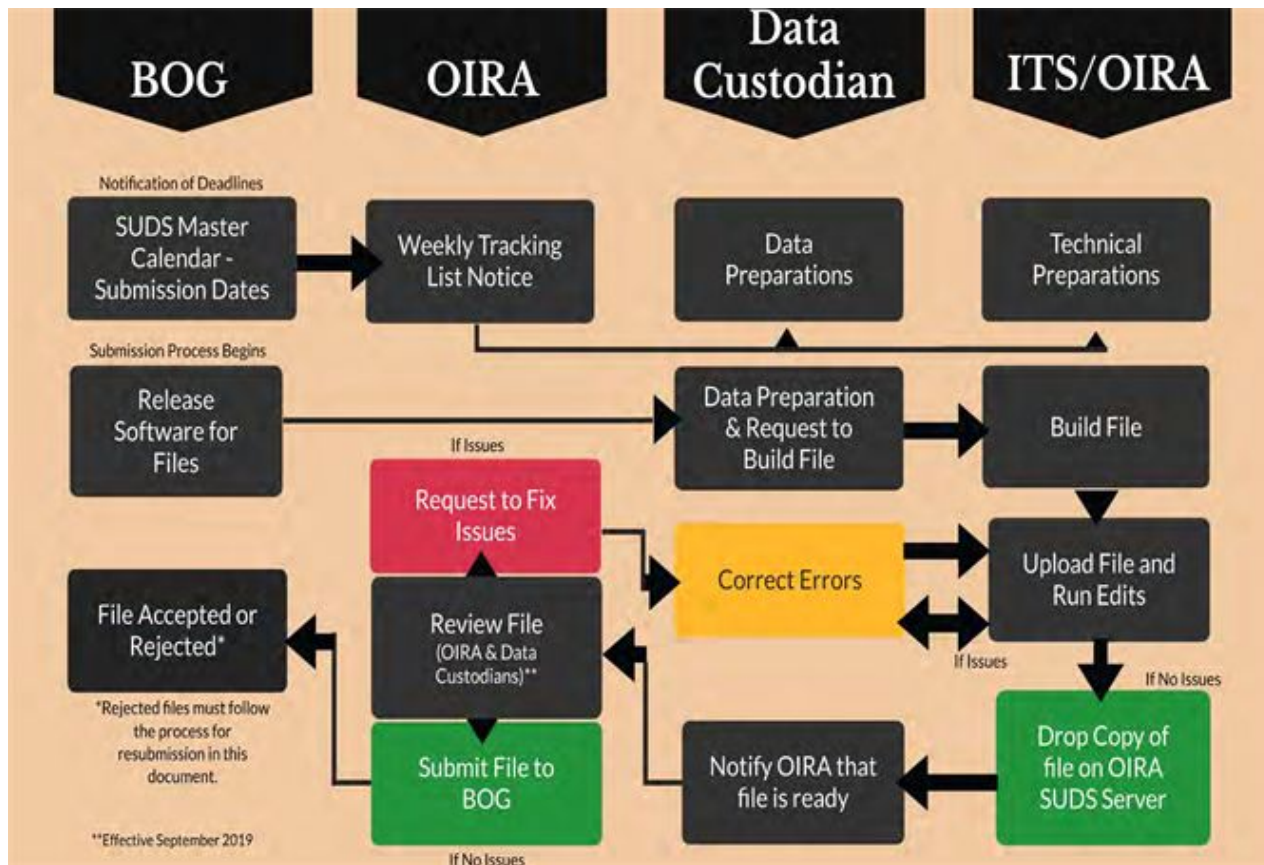 BOG
OIRA
Data
Custodian
ITS/OIRA
Notification of Deadlines
SUDS Master
Calendar -
Submission Dates
Weekly Tracking
List Notice
Data
Preparations
Technical
Preparations
Submission Process Begins
Release
Software for
Files
Data Preparation
& Request to
Build File
Build File
If Issues
Request to Fix
Issues
Correct Errors
Upload File and
Run Edits
File Accepted or
Rejected*
Review File
(OIRA & Data
Custodians)**
If Issues
If No Issues
*Rejected files must follow
the process for
resubmission in this
document.
Submit File to
BOG
Notify OIRA that
file is ready
Drop Copy of
file on OIRA
SUDS Server
**Effective September 2019
If No Issues